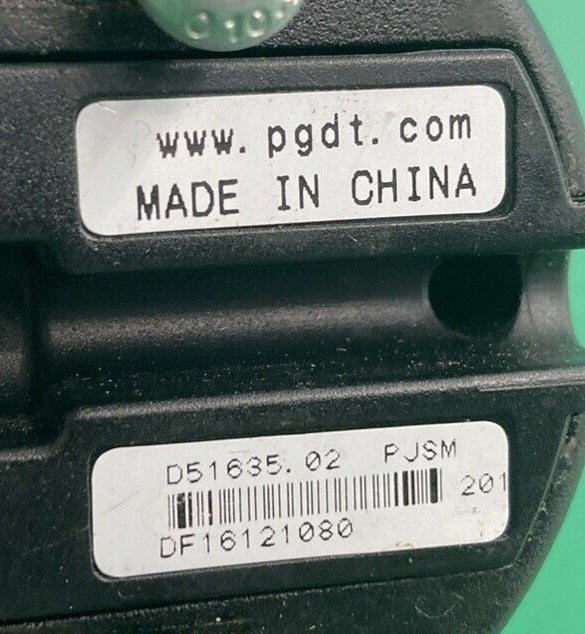 www.pgdt.com
MADE IN CHINA
D51635.02 PJSM
201
DF16121080